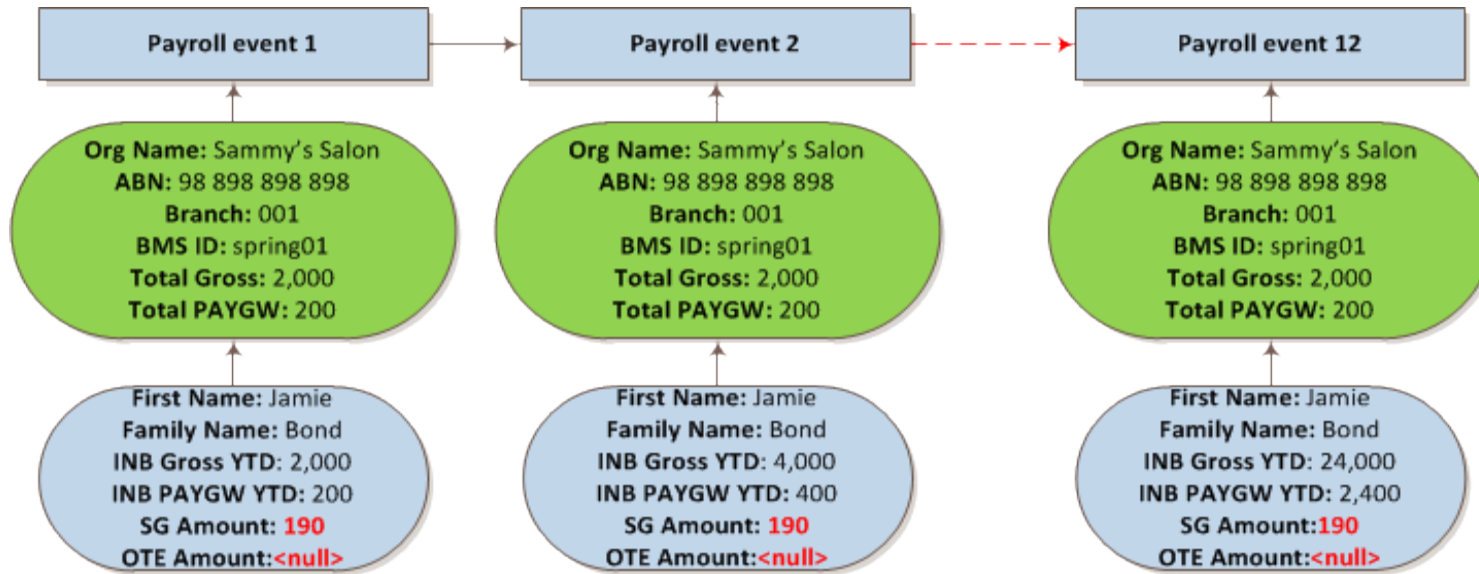 Payroll event 1
Payroll event 2
Payroll event 12
Org Name: Sammy's Salon
ABN: 98 898 898 898
Branch: 001
BMS ID: spring01
Total Gross: 2,000
Total PAYGW: 200
Org Name: Sammy's Salon
ABN: 98 898 898 898
Branch: 001
BMS ID: spring01
Total Gross: 2,000
Total PAYGW: 200
Org Name: Sammy's Salon
ABN: 98 898 898 898
Branch: 001
BMS ID: spring01
Total Gross: 2,000
Total PAYGW: 200
First Name: Jamie
Family Name: Bond
INB Gross YTD: 2,000
INB PAYGW YTD: 200
SG Amount: 190
OTE Amount:<null>
First Name: Jamie
Family Name: Bond
INB Gross YTD: 4,000
INB PAYGW YTD: 400
SG Amount: 190
OTE Amount:<null>
First Name: Jamie
Family Name: Bond
INB Gross YTD: 24,000
INB PAYGW YTD: 2,400
SG Amount:190
OTE Amount:<null>